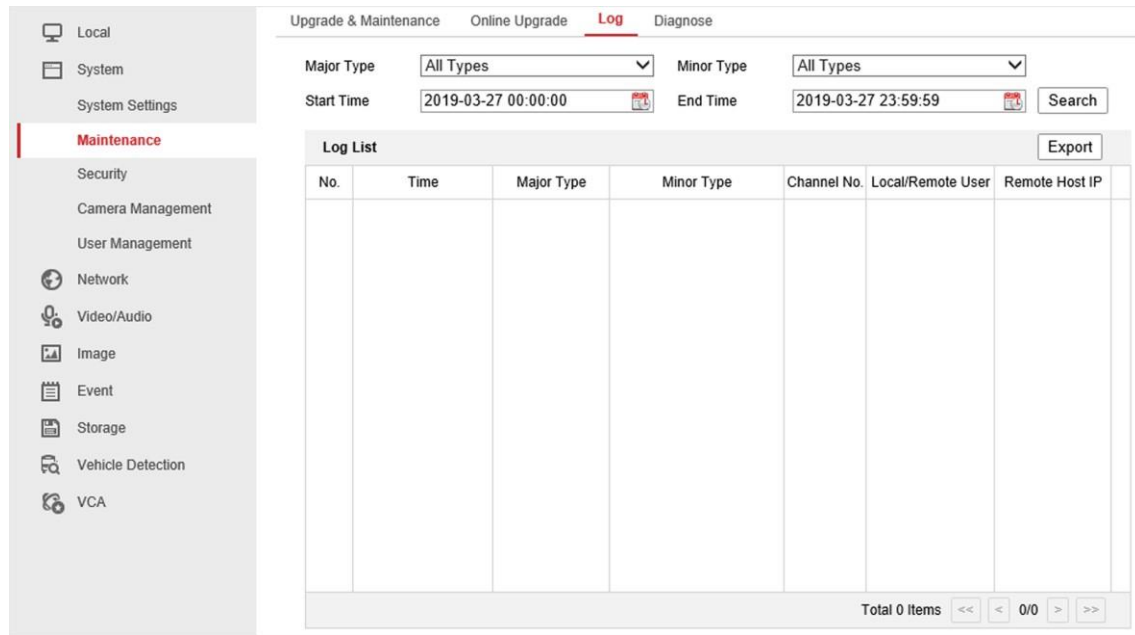 Local
System
System Settings
Maintenance
Security
Camera Management
User Management
Network
Video/Audio
Image
Event
Storage
Vehicle Detection
VCA
Upgrade & Maintenance Online Upgrade Log Diagnose
Major Type All Types Minor Type All Types
Start Time 2019-03-27 00:00:00 End Time 2019-03-27 23:59:59 Search
Log List Export
No. Time Major Type Minor Type Channel No. Local/Remote User Remote Host IP
Total 0 Items << < 0/0 > >>